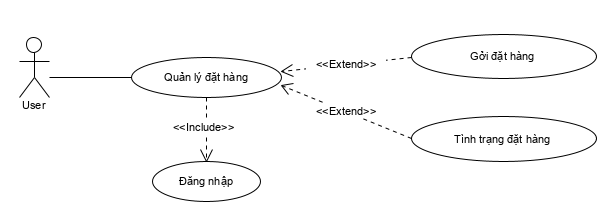 User
Quản lý đặt hàng
<<Extend>>
Gởi đặt hàng
<<Extend>>
Tình trạng đặt hàng
<<Include>>
Đăng nhập